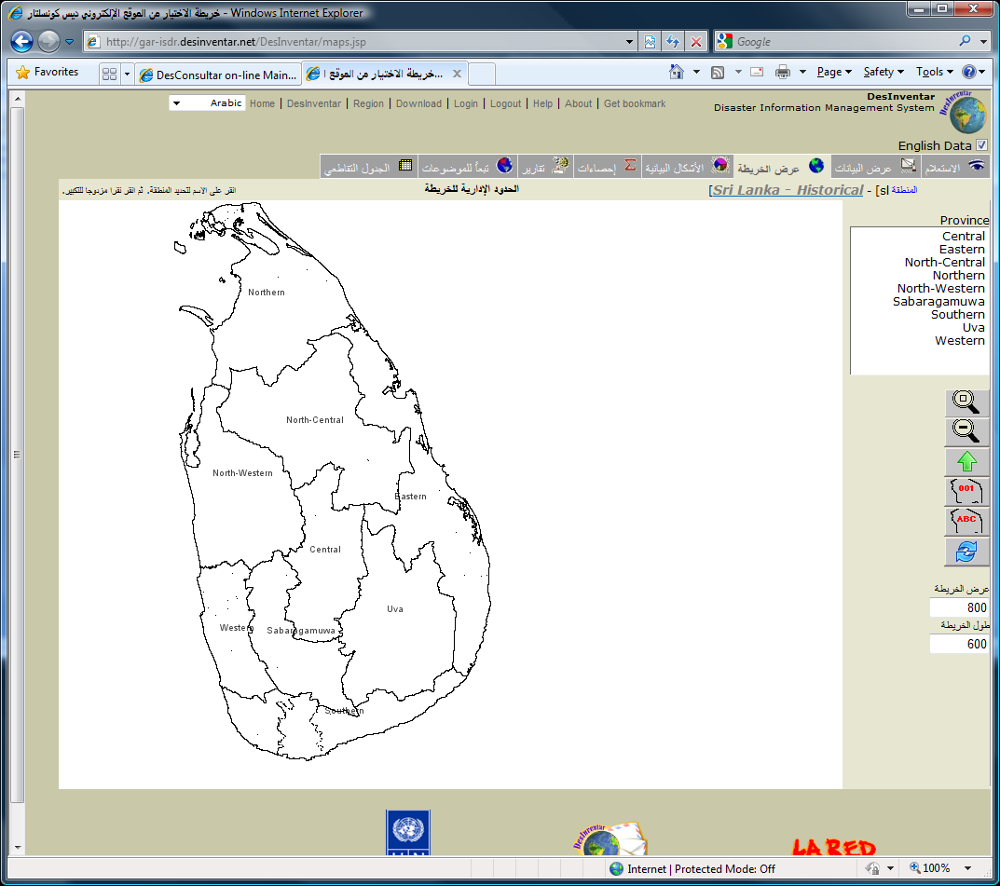 خريطة الاختيار من الموقع الإلكتروني ديس كونسلتار - Windows Internet Explorer
http://gar-isdr.desinventar.net/DesInventar/maps.jsp
Google
Favorites
DesConsultar on-line Main...
خريطة الاختيار من الموقع ا...
Page
Safety
Tools
Arabic
Home | DesInventar | Region | Download | Login | Logout | Help | About | Get bookmark
DesInventar
Disaster Information Management System
DesInventar
English Data
الاستعلام
عرض البيانات
عرض الخريطة
الأشكال البيانية
إحصاءات
تقارير
تبعاً للموضوعات
الجدول التقاطعي
المنطقة [Sri Lanka - Historical - [sl
الحدود الإدارية للخريطة
انقر على الاسم لتحديد المنطقة. ثم انقر نقرا مزدوجا للتكبير.
Province
Central
Eastern
North-Central
Northern
North-Western
Sabaragamuwa
Southern
Uva
Western
001
ABC
عرض الخريطة
800
طول الخريطة
600
Northern
North-Central
North-Western
Eastern
Central
Uva
Western
Sabaragamuwa
Southern
DesInventar
LA RED
Internet | Protected Mode: Off
100%